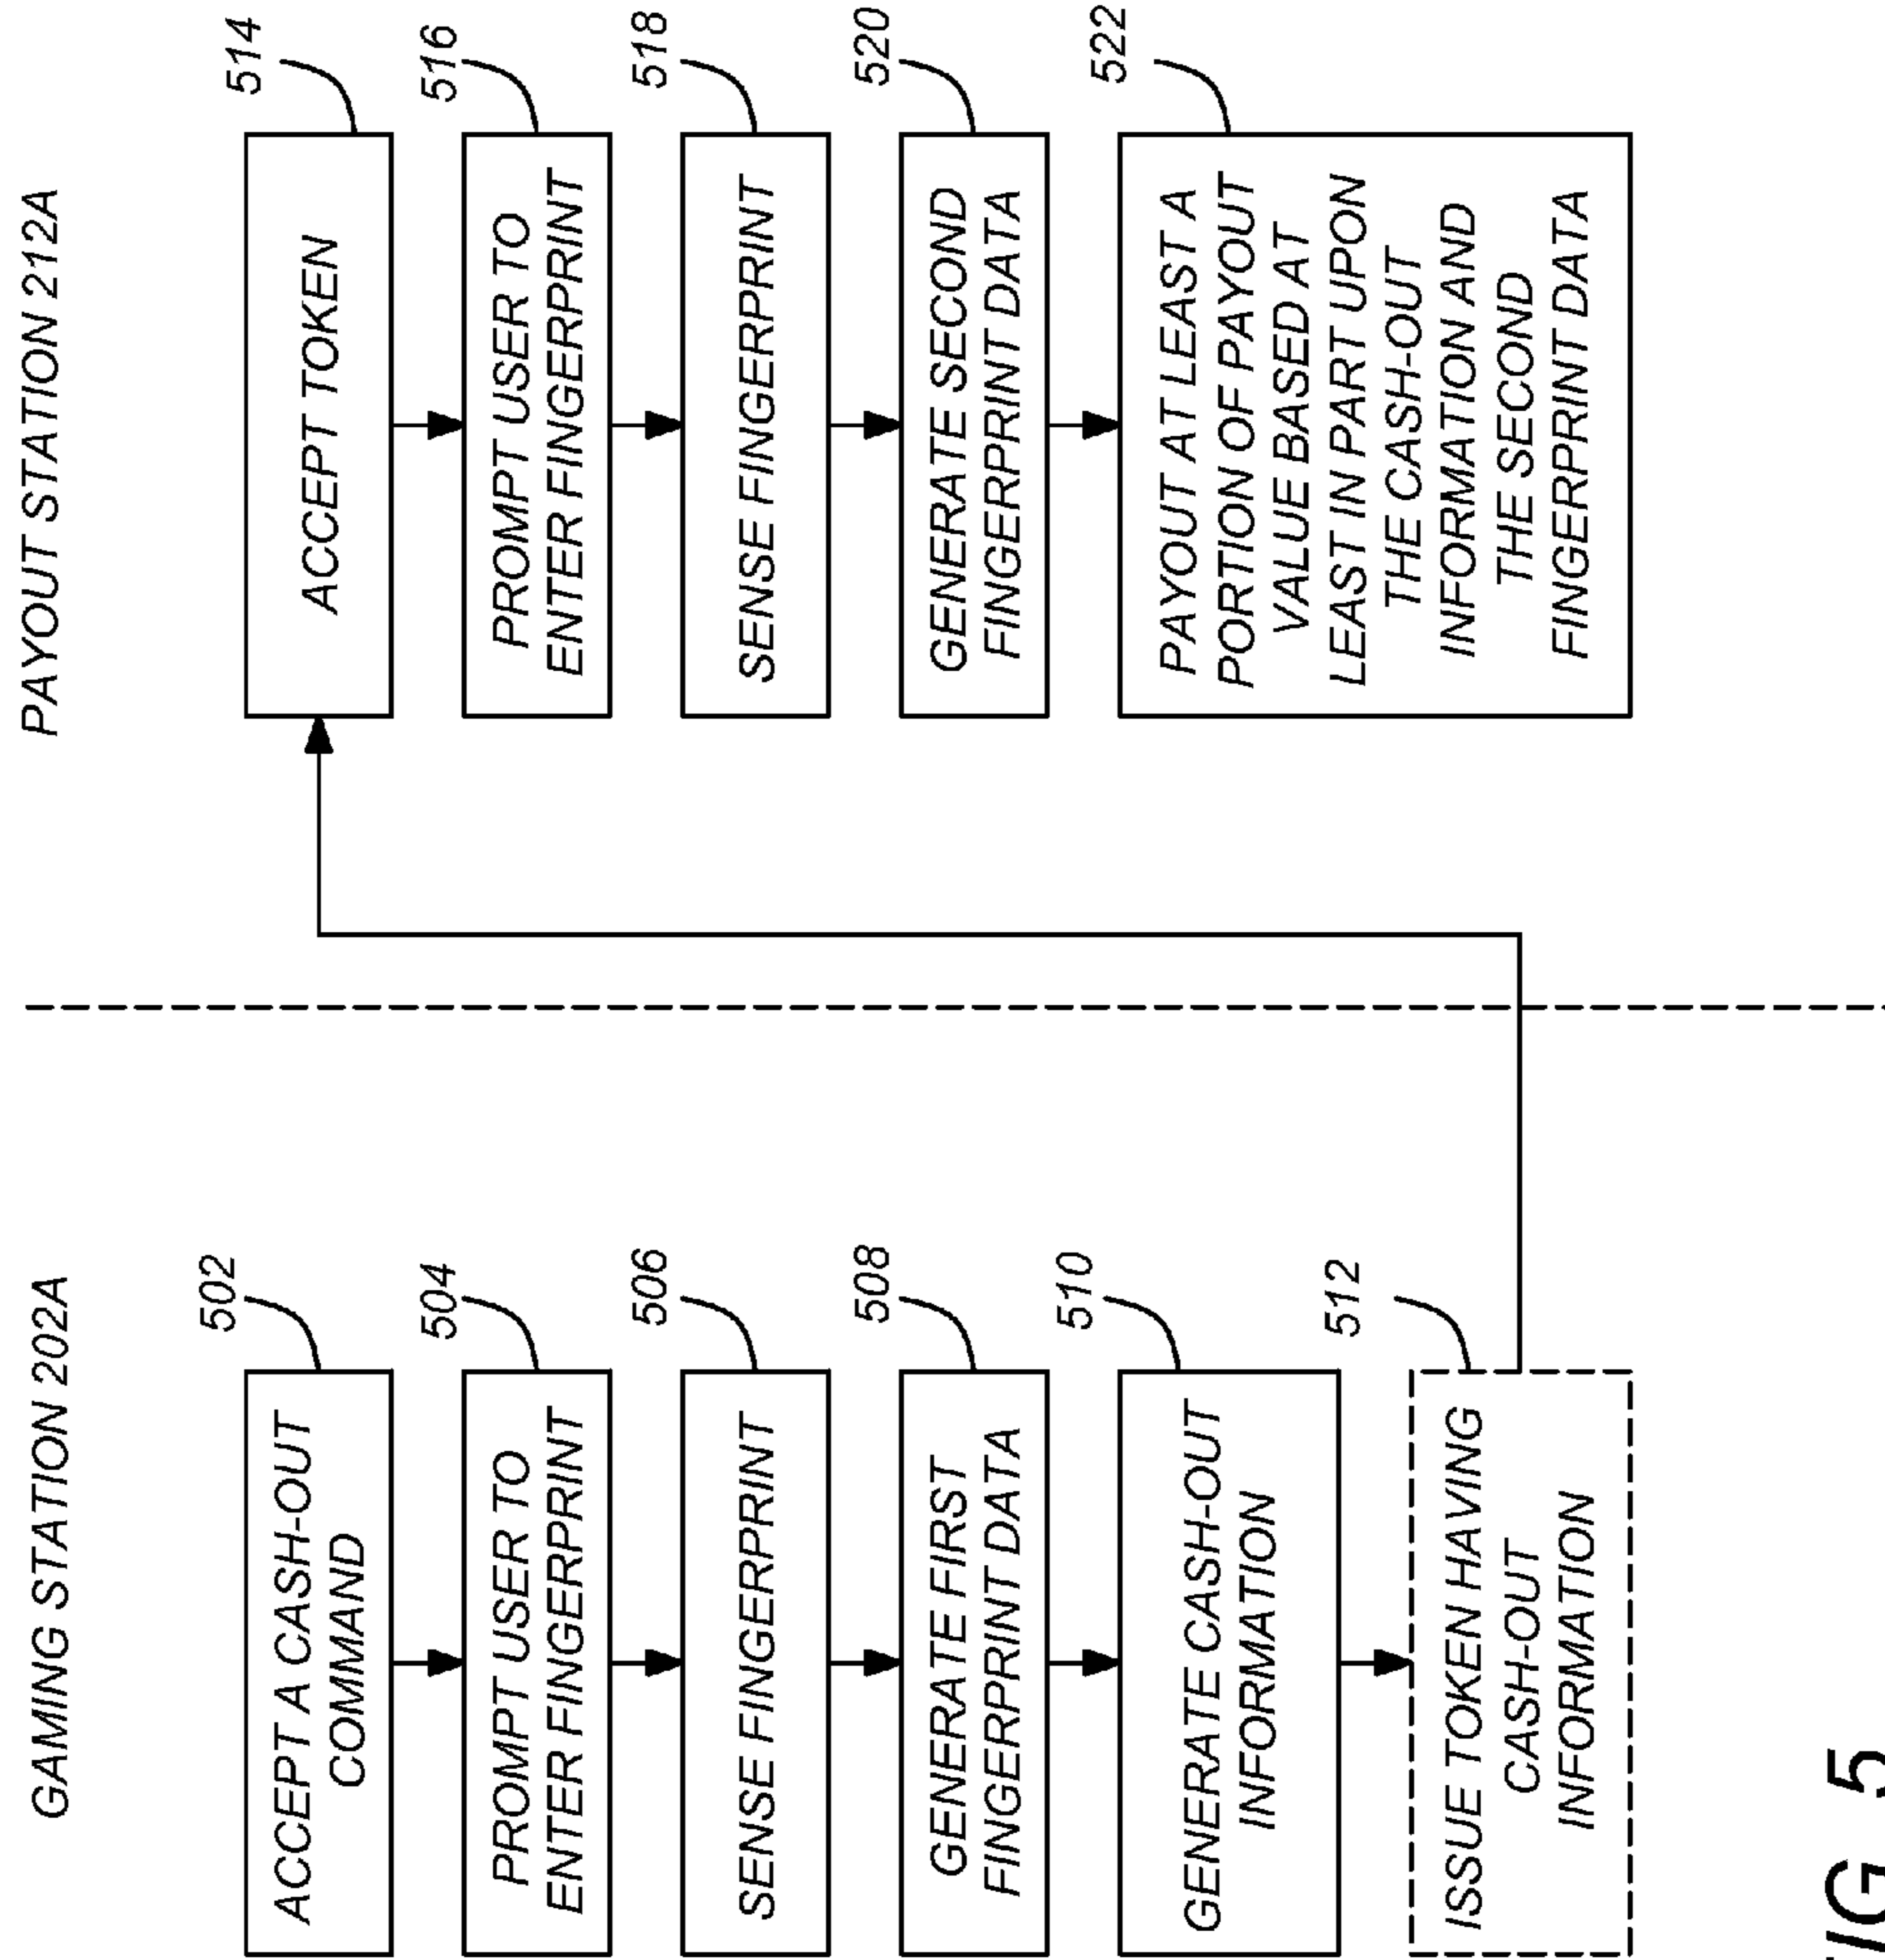 GAMING STATION 202A
502
ACCEPT A CASH-OUT
COMMAND
504
PROMPT USER TO
ENTER FINGERPRINT
506
SENSE FINGERPRINT
508
GENERATE FIRST
FINGERPRINT DATA
510
GENERATE CASH-OUT
INFORMATION
512
ISSUE TOKEN HAVING
CASH-OUT
INFORMATION
PAYOUT STATION 212A
514
ACCEPT TOKEN
516
PROMPT USER TO
ENTER FINGERPRINT
518
SENSE FINGERPRINT
520
GENERATE SECOND
FINGERPRINT DATA
522
PAYOUT AT LEAST A
PORTION OF PAYOUT
VALUE BASED AT
LEAST IN PART UPON
THE CASH-OUT
INFORMATION AND
THE SECOND
FINGERPRINT DATA
IG 5